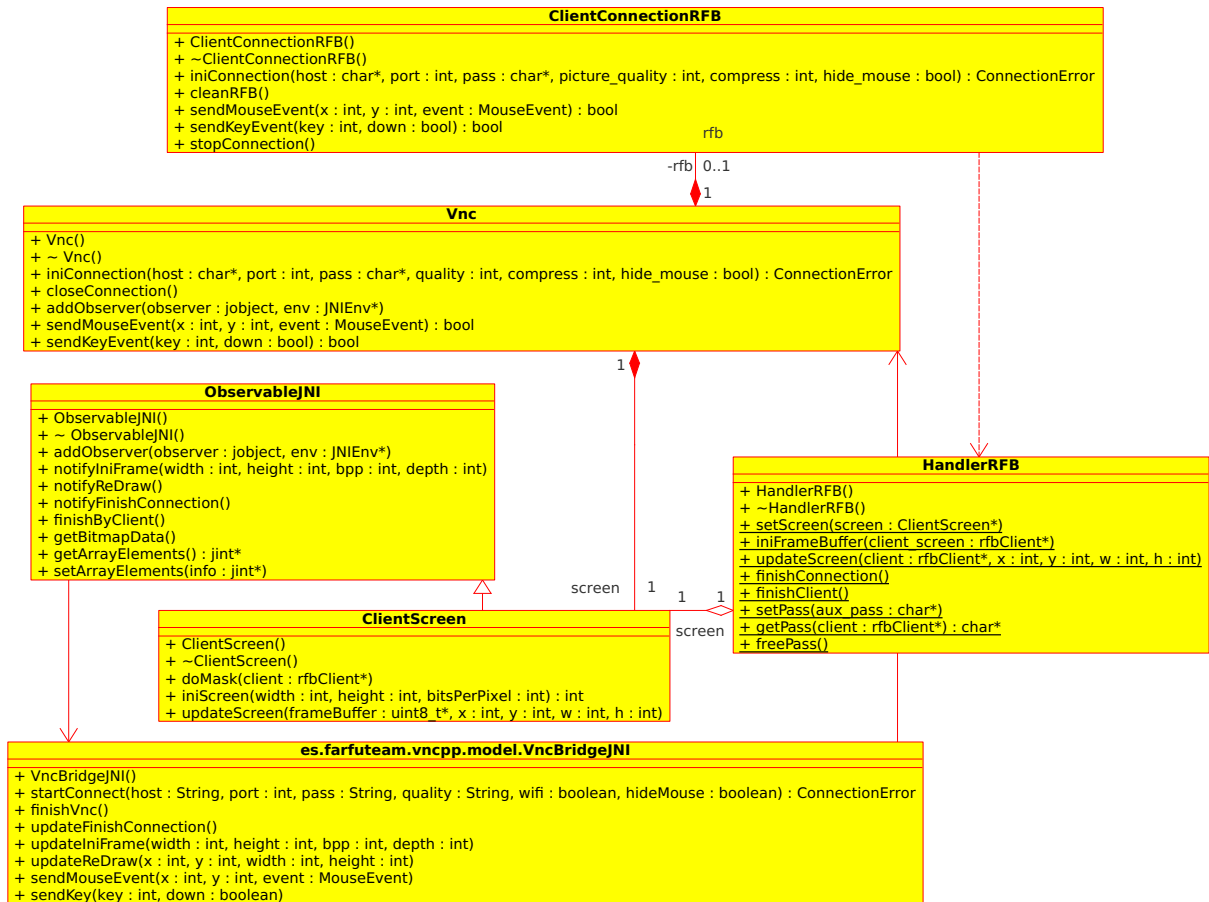 ClientConnectionRFB
+ ClientConnectionRFB()
+ ~ClientConnectionRFB()
+ iniConnection(host : char*, port : int, pass : char*, picture_quality : int, compress : int, hide_mouse : bool) : ConnectionError
+ cleanRFB()
+ sendMouseEvent(x : int, y : int, event : MouseEvent) : bool
+ sendKeyEvent(key : int, down : bool) : bool
+ stopConnection()
rfb
-rfb 0..1
1
Vnc
+ Vnc()
+ ~ Vnc()
+ iniConnection(host : char*, port : int, pass : char*, quality : int, compress : int, hide_mouse : bool) : ConnectionError
+ closeConnection()
+ addObserver(observer : jobject, env : JNIEnv*)
+ sendMouseEvent(x : int, y : int, event : MouseEvent) : bool
+ sendKeyEvent(key : int, down : bool) : bool
1
ObservableJNI
+ ObservableJNI()
+ ~ ObservableJNI()
+ addObserver(observer : jobject, env : JNIEnv*)
+ notifyIniFrame(width : int, height : int, bpp : int, depth : int)
+ notifyReDraw()
+ notifyFinishConnection()
+ finishByClient()
+ getBitmapData()
+ getArrayElements() : jint*
+ setArrayElements(info : jint*)
HandlerRFB
+ HandlerRFB()
+ ~HandlerRFB()
+ setScreen(screen : ClientScreen*)
+ iniFrameBuffer(client_screen : rfbClient*)
+ updateScreen(client : rfbClient*, x : int, y : int, w : int, h : int)
+ finishConnection()
+ finishClient()
+ setPass(aux_pass : char*)
+ getPass(client : rfbClient*) : char*
+ freePass()
screen 1
1 1
screen
ClientScreen
+ ClientScreen()
+ ~ClientScreen()
+ doMask(client : rfbClient*)
+ iniScreen(width : int, height : int, bitsPerPixel : int) : int
+ updateScreen(frameBuffer : uint8_t*, x : int, y : int, w : int, h : int)
es.farfuteam.vncpp.model.VncBridgeJNI
+ VncBridgeJNI()
+ startConnect(host : String, port : int, pass : String, quality : String, wifi : boolean, hideMouse : boolean) : ConnectionError
+ finishVnc()
+ updateFinishConnection()
+ updateIniFrame(width : int, height : int, bpp : int, depth : int)
+ updateReDraw(x : int, y : int, width : int, height : int)
+ sendMouseEvent(x : int, y : int, event : MouseEvent)
+ sendKey(key : int, down : boolean)